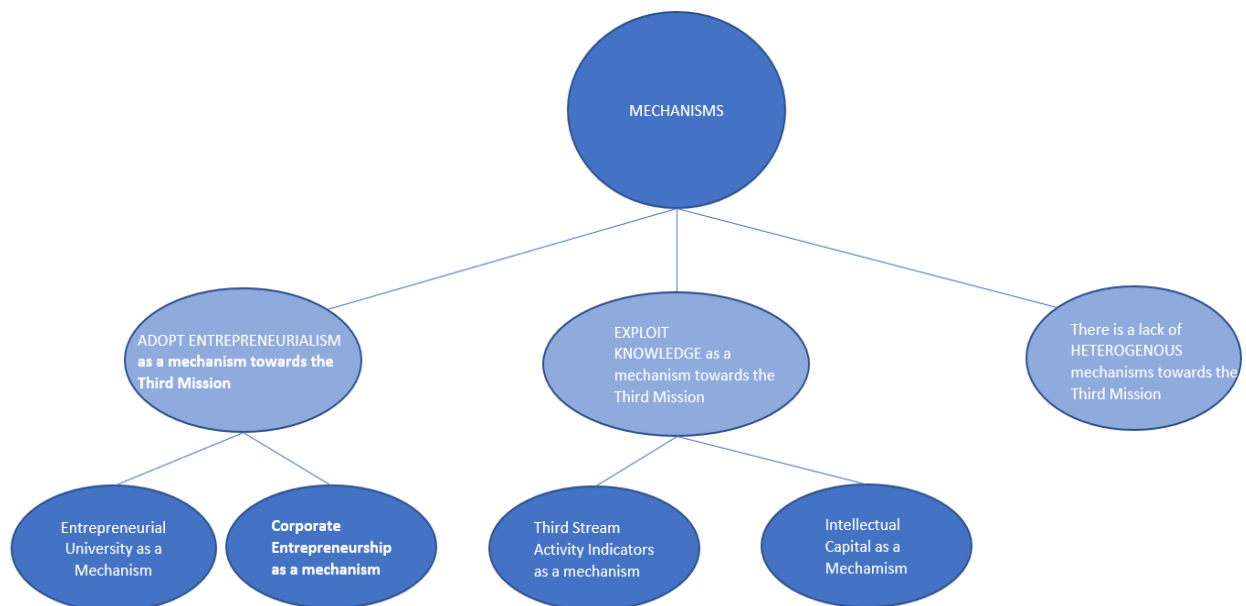 MECHANISMS
ADOPT ENTREPRENEURIALISM
as a mechanism towards the
Third Mission
EXPLOIT
KNOWLEDGE as a
mechanism towards the
Third Mission
There is a lack of
HETEROGENOUS
mechanisms towards the
Third Mission
Entrepreneurial
University as a
Mechanism
Corporate
Entrepreneurship
as a mechanism
Third Stream
Activity Indicators
as a mechanism
Intellectual
Capital as a
Mechamism